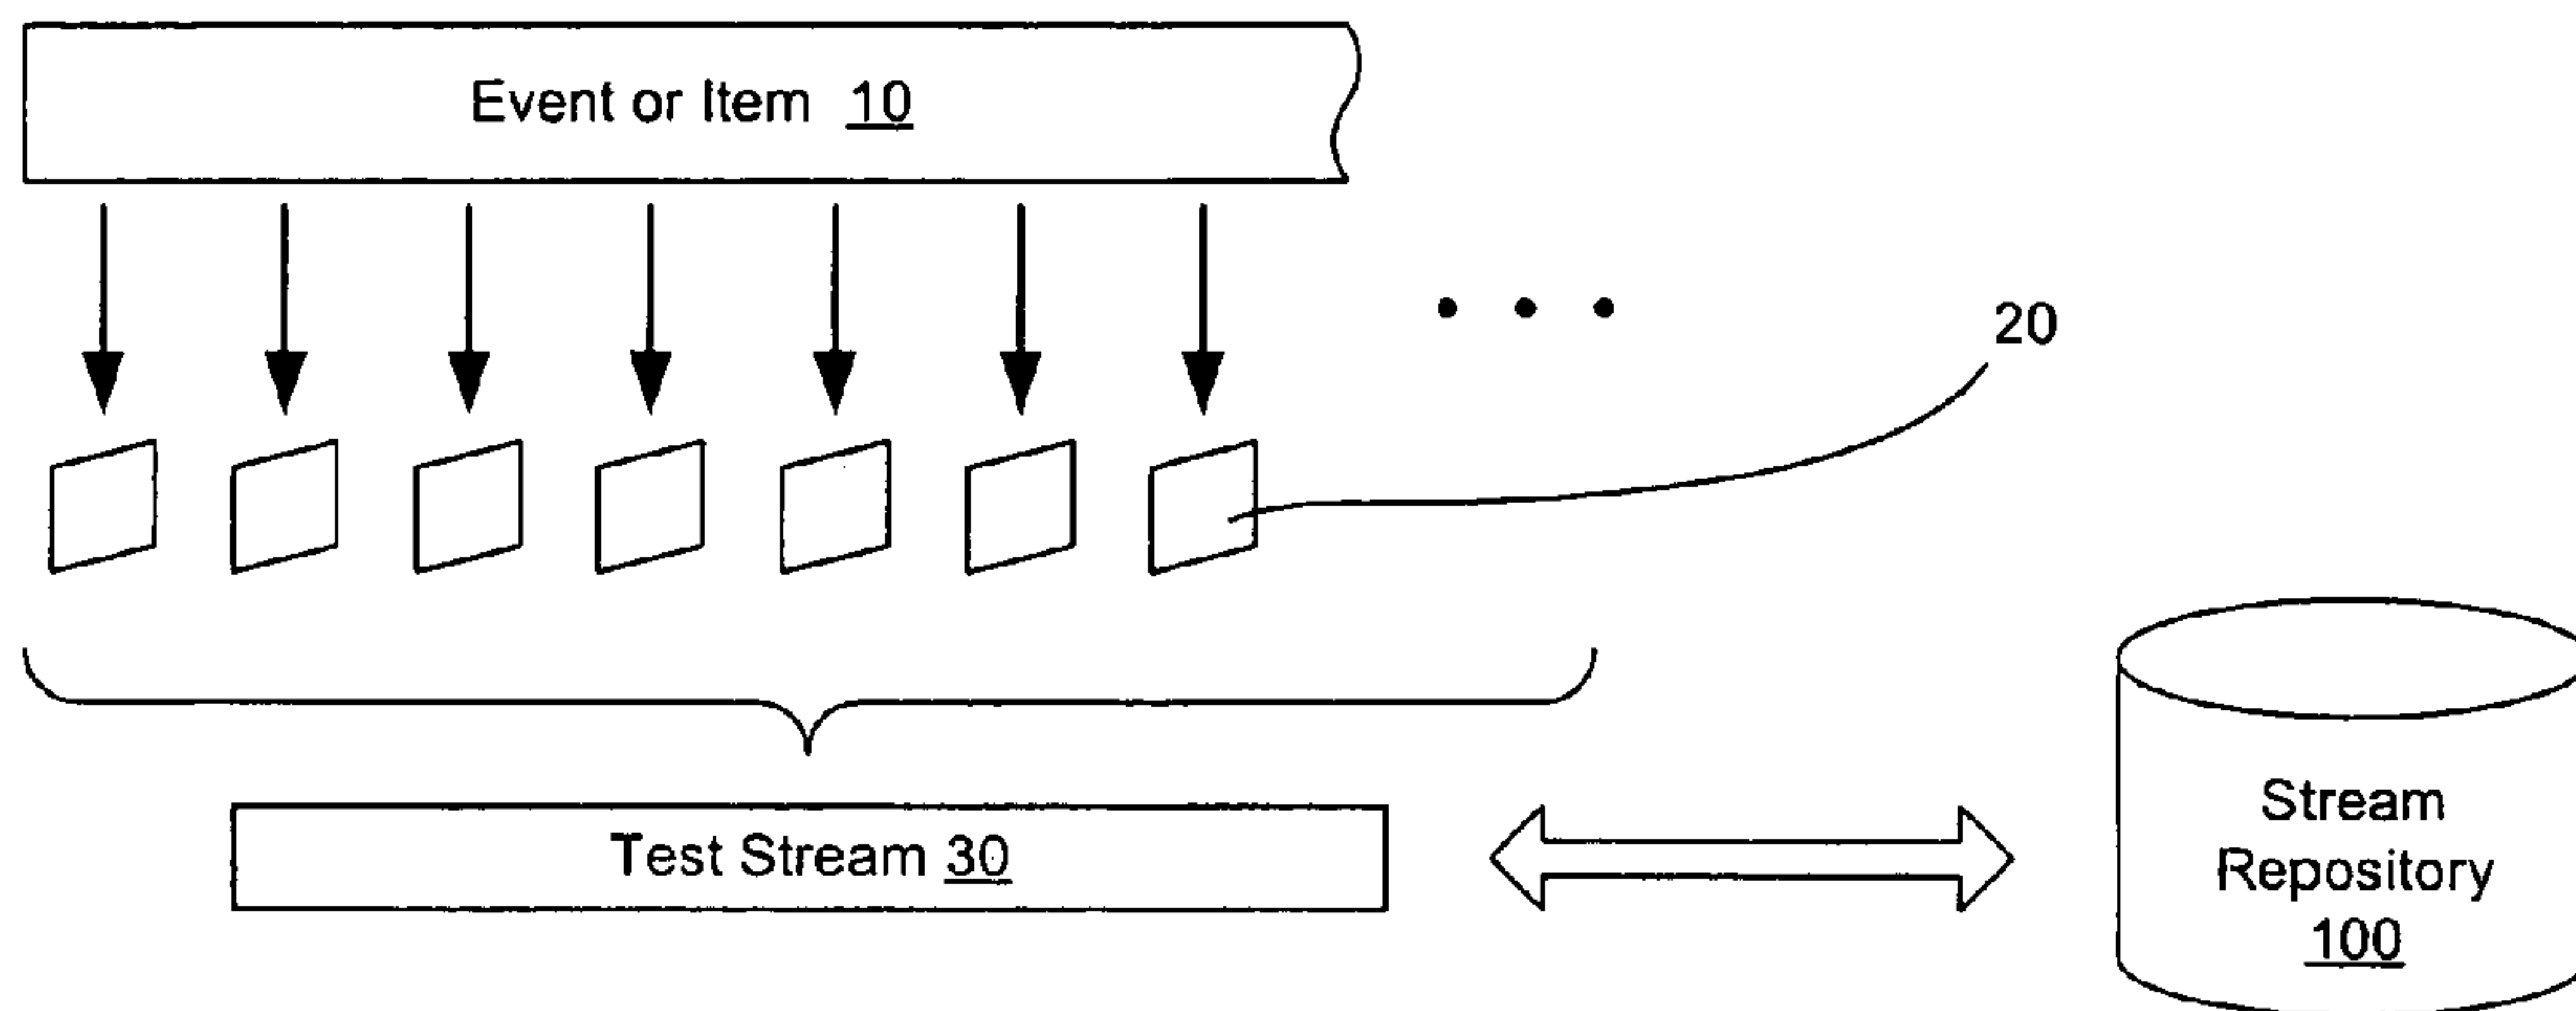 Event or Item 10
20
Test Stream 30
Stream
Repository
100